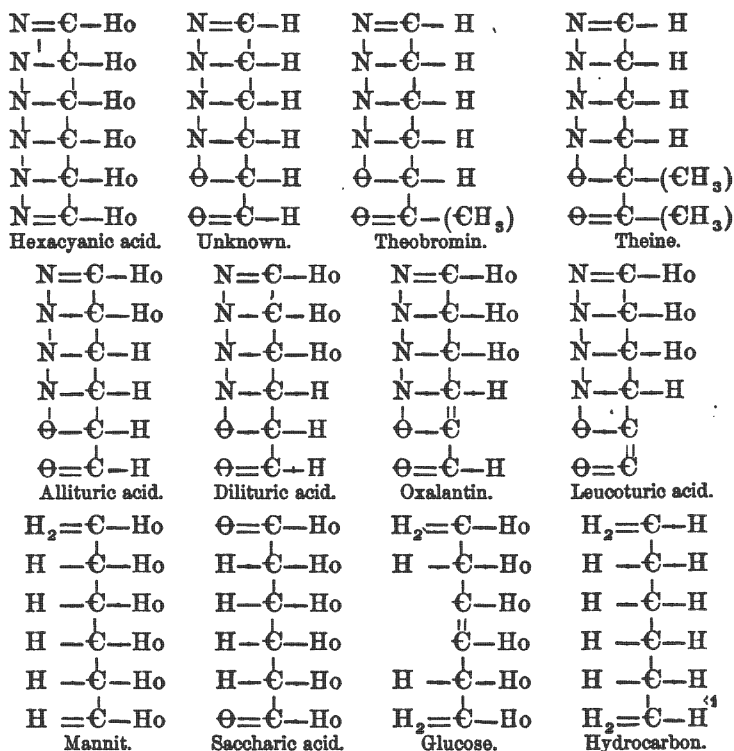 N=Є—Ho N=Є—H N=Є—H N=Є—H
N—Є—Ho N—Є—H N—Є—H N—Є—H
N—Є—Ho N—Є—H N—Є—H N—Є—H
N—Є—Ho N—Є—H N—Є—H N—Є—H
N—Є—Ho Ө—Є—H Ө—Є—H Ө—Є—(ЄH₃)
N=Є—Ho Ө=Є—H Ө=Є—(ЄH₃) Ө=Є—(ЄH₃)
Hexacyanic acid. Unknown. Theobromin. Theine.
N=Є—Ho N=Є—Ho N=Є—Ho N=Є—Ho
N—Є—Ho N—Є—Ho N—Є—Ho N—Є—Ho
N—Є—H N—Є—Ho N—Є—Ho N—Є—Ho
N—Є—H N—Є—H N—Є—H N—Є—H
Ө—Є—H Ө—Є—H Ө—Є Ө—Є
Ө=Є—H Ө=Є—H Ө=Є—H Ө=Є
Allituric acid. Dilituric acid. Oxalantin. Leucoturic acid.
H₂=Є—Ho Ө=Є—Ho H₂=Є—Ho H₂=Є—H
H—Є—Ho H—Є—Ho H—Є—Ho H—Є—H
H—Є—Ho H—Є—Ho Є—Ho H—Є—H
H—Є—Ho H—Є—Ho Є—Ho H—Є—H
H—Є—Ho H—Є—Ho H—Є—Ho H—Є—H
H=Є—Ho Ө=Є—Ho H₂=Є—Ho H₂=Є—H
Mannit. Saccharic acid. Glucose. Hydrocarbon.